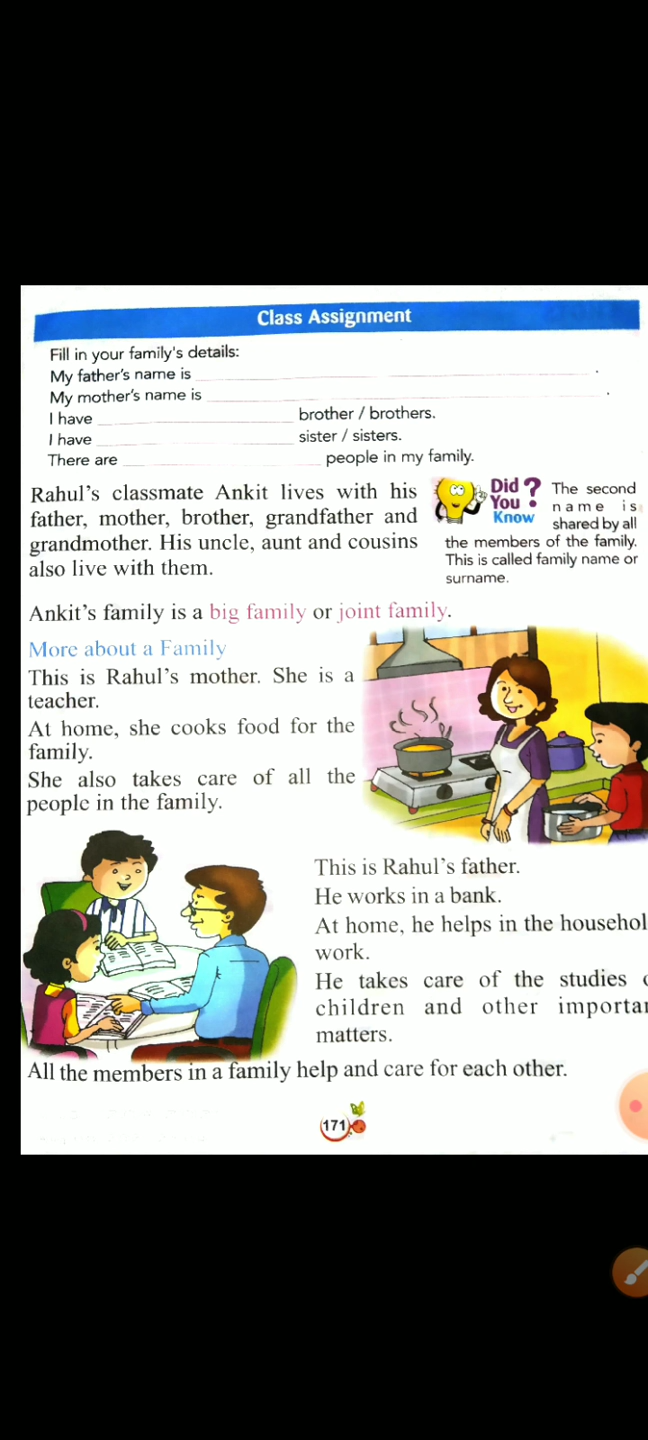 Class Assignment
Fill in your family's details:
My father's name is ______ .
My mother's name is ______ .
I have ______ brother / brothers.
I have ______ sister / sisters.
There are ______ people in my family.
Rahul's classmate Ankit lives with his
father, mother, brother, grandfather and
grandmother. His uncle, aunt and cousins
also live with them.
Did You Know ?
The second
name is
shared by all
the members of the family.
This is called family name or
surname.
Ankit's family is a big family or joint family.
More about a Family
This is Rahul's mother. She is a
teacher.
At home, she cooks food for the
family.
She also takes care of all the
people in the family.
This is Rahul's father.
He works in a bank.
At home, he helps in the househol
work.
He takes care of the studies
children and other importa
matters.
All the members in a family help and care for each other.
171